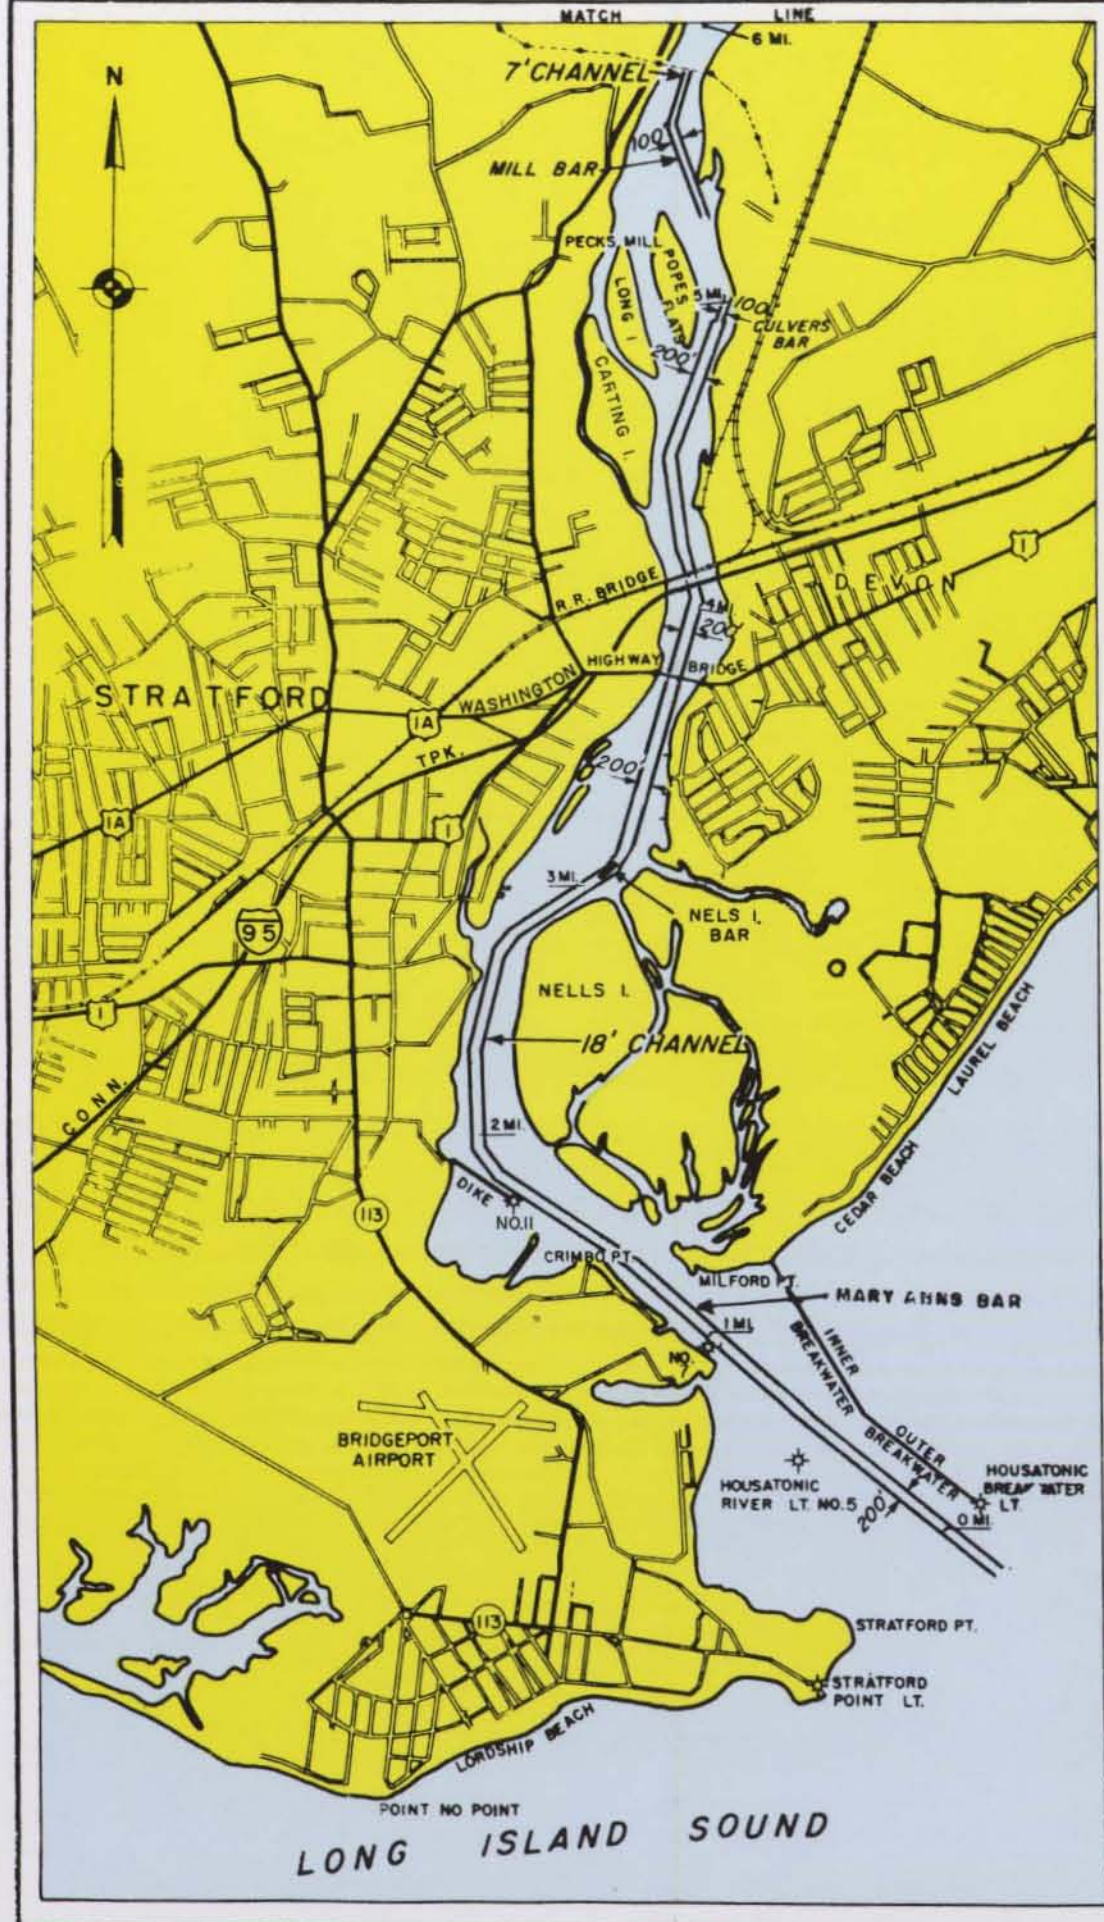 MATCH LINE
6 MI.
N
7' CHANNEL
100'
MILL BAR
PECKS MILL
POPES FLATS
LONG I
5 MI.
100'
CULVERS
BAR
200'
CARTING I.
1
R.R. BRIDGE
DEVON
4 MI.
200'
HIGHWAY BRIDGE
STRATFORD
WASHINGTON
1A
TPK.
200'
1A
1
3 MI.
NELS I.
BAR
95
NELLS I.
1
18' CHANNEL
LAUREL BEACH
CONN.
2 MI.
CEDAR BEACH
DIKE
113
NO.11
CRIMBO PT.
MILFORD PT.
MARY ANNS BAR
1 MI.
INNER
BREAKWATER
NO.
BRIDGEPORT
AIRPORT
OUTER
BREAKWATER
HOUSATONIC
RIVER LT. NO.5
200'
HOUSATONIC
BREAKWATER
LT.
0 MI.
113
STRATFORD PT.
STRATFORD
POINT LT.
LORDSHIP BEACH
POINT NO POINT
LONG ISLAND SOUND